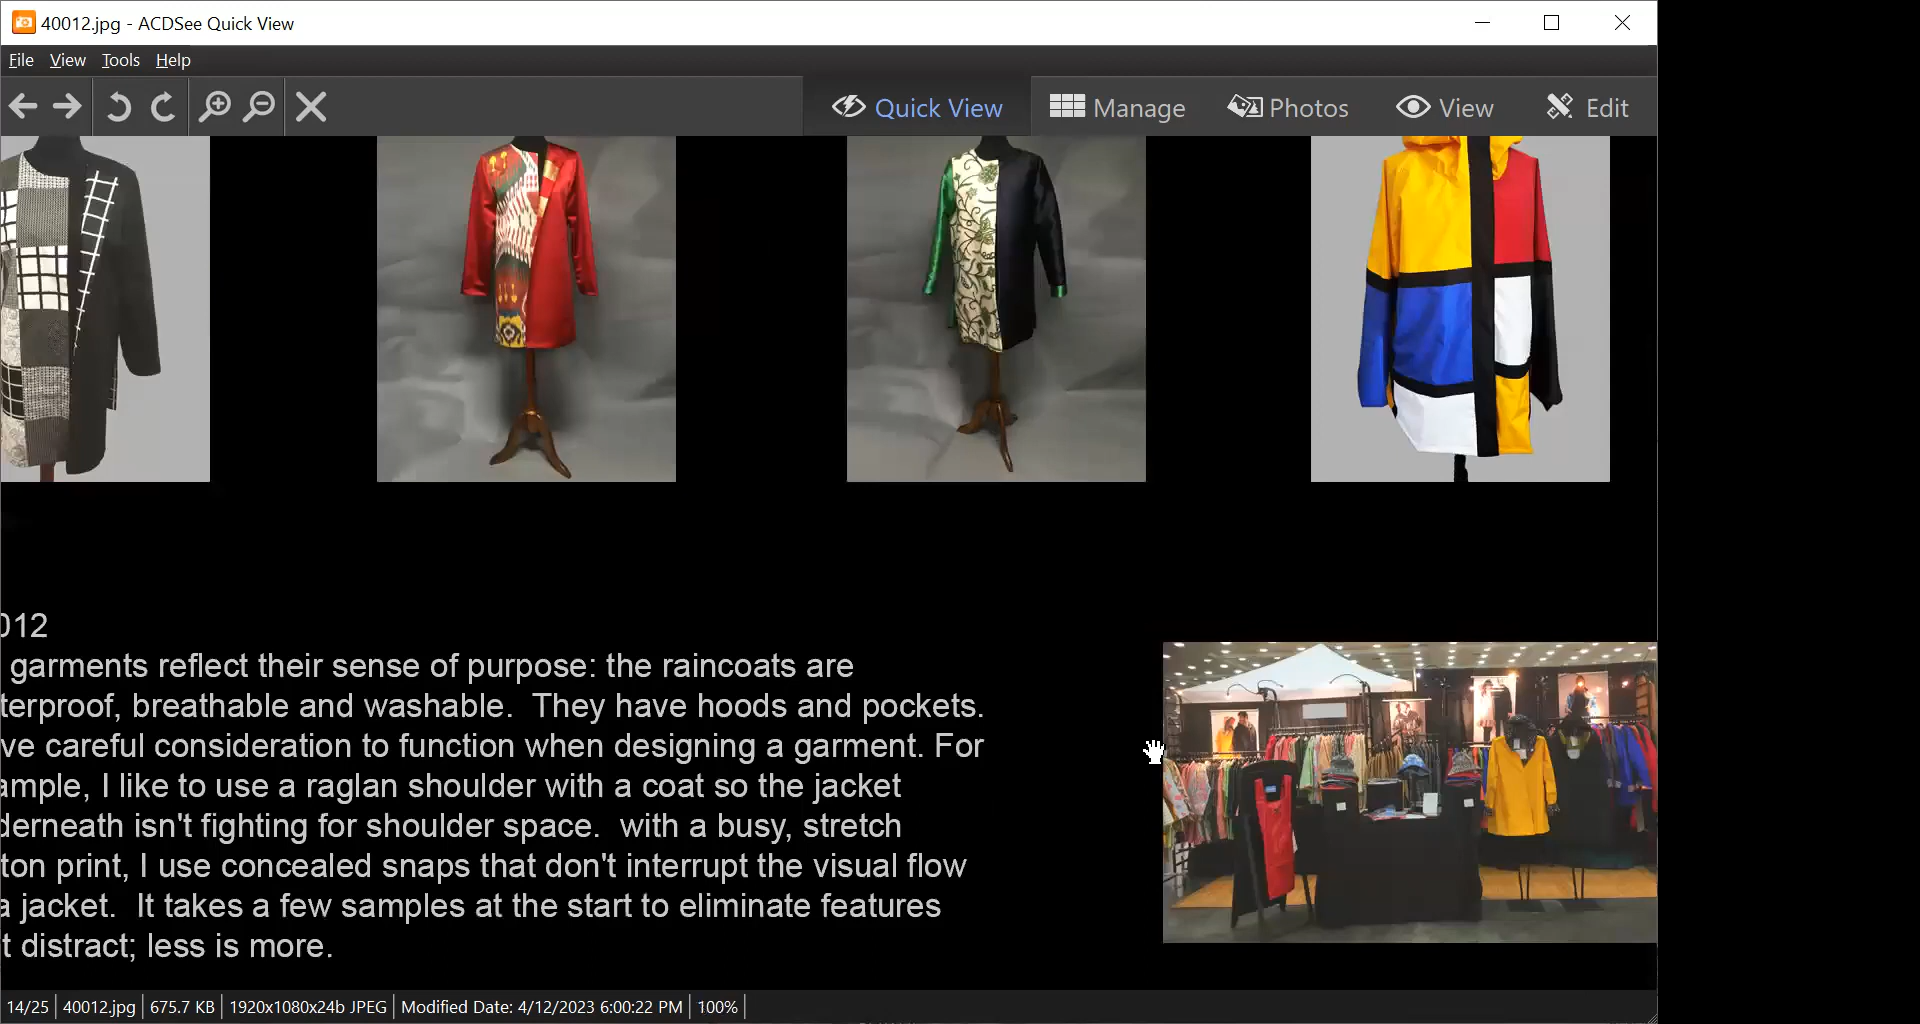 40012.jpg - ACDSee Quick View
File View Tools Help
Quick View Manage Photos View Edit
012
garments reflect their sense of purpose: the raincoats are
terproof, breathable and washable.  They have hoods and pockets.
ve careful consideration to function when designing a garment. For
ample, I like to use a raglan shoulder with a coat so the jacket
derneath isn't fighting for shoulder space.  with a busy, stretch
ton print, I use concealed snaps that don't interrupt the visual flow
a jacket.  It takes a few samples at the start to eliminate features
t distract; less is more.
14/25 40012.jpg 675.7 KB 1920x1080x24b JPEG Modified Date: 4/12/2023 6:00:22 PM 100%